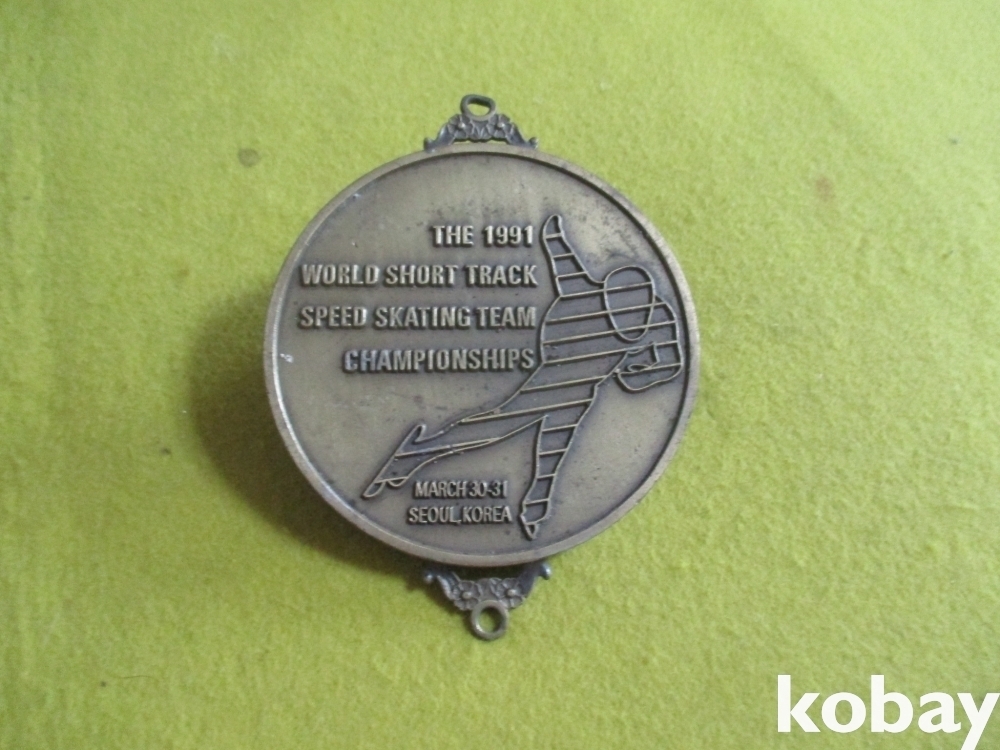 THE 1991
WORLD SHORT TRACK
SPEED SKATING TEAM
CHAMPIONSHIPS
MARCH 30-31
SEOUL, KOREA
kobay